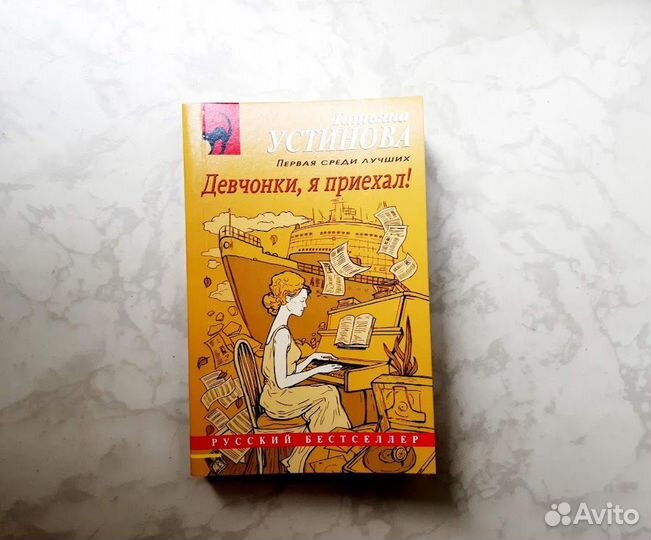 Татьяна
УСТИНОВА
ПЕРВАЯ СРЕДИ ЛУЧШИХ
Девчонки, я приехал!
РУССКИЙ БЕСТСЕЛЛЕР
Avito